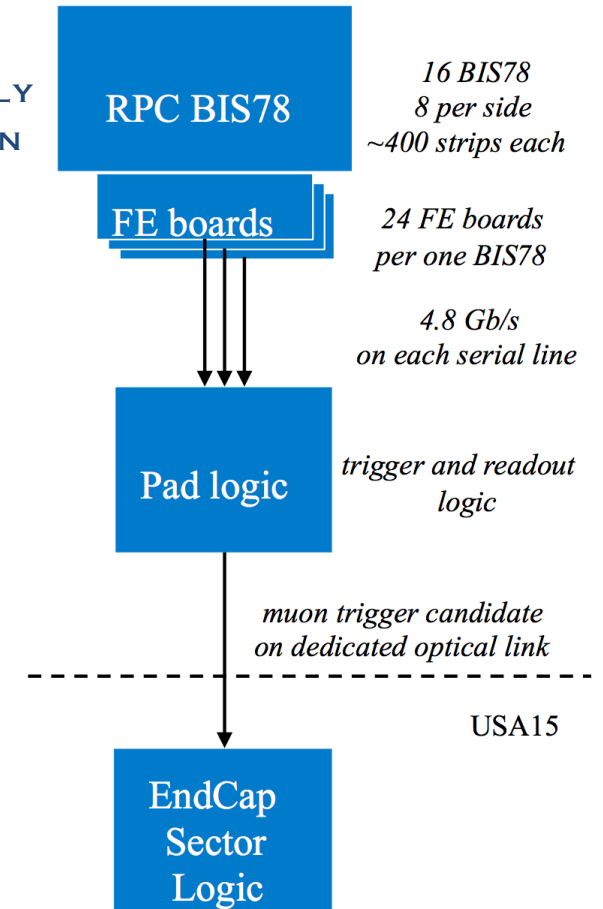 LY
N
RPC BIS78
16 BIS78
8 per side
~400 strips each
FE boards
24 FE boards
per one BIS78
4.8 Gb/s
on each serial line
Pad logic
trigger and readout
logic
muon trigger candidate
on dedicated optical link
USA15
EndCap
Sector
Logic